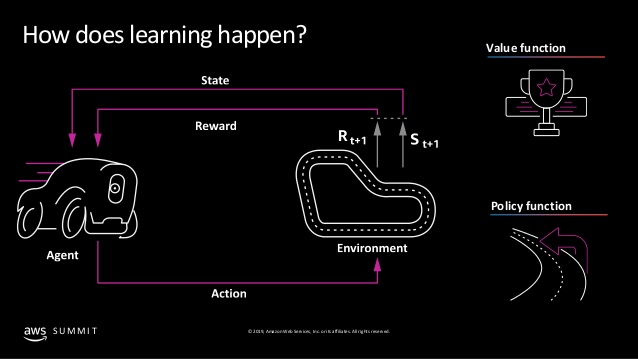 How does learning happen?
Value function
State
Reward
R t+1
S t+1
Policy function
Agent
Environment
Action
aws SUMMIT
© 2019, Amazon Web Services, Inc. or its affiliates. All rights reserved.